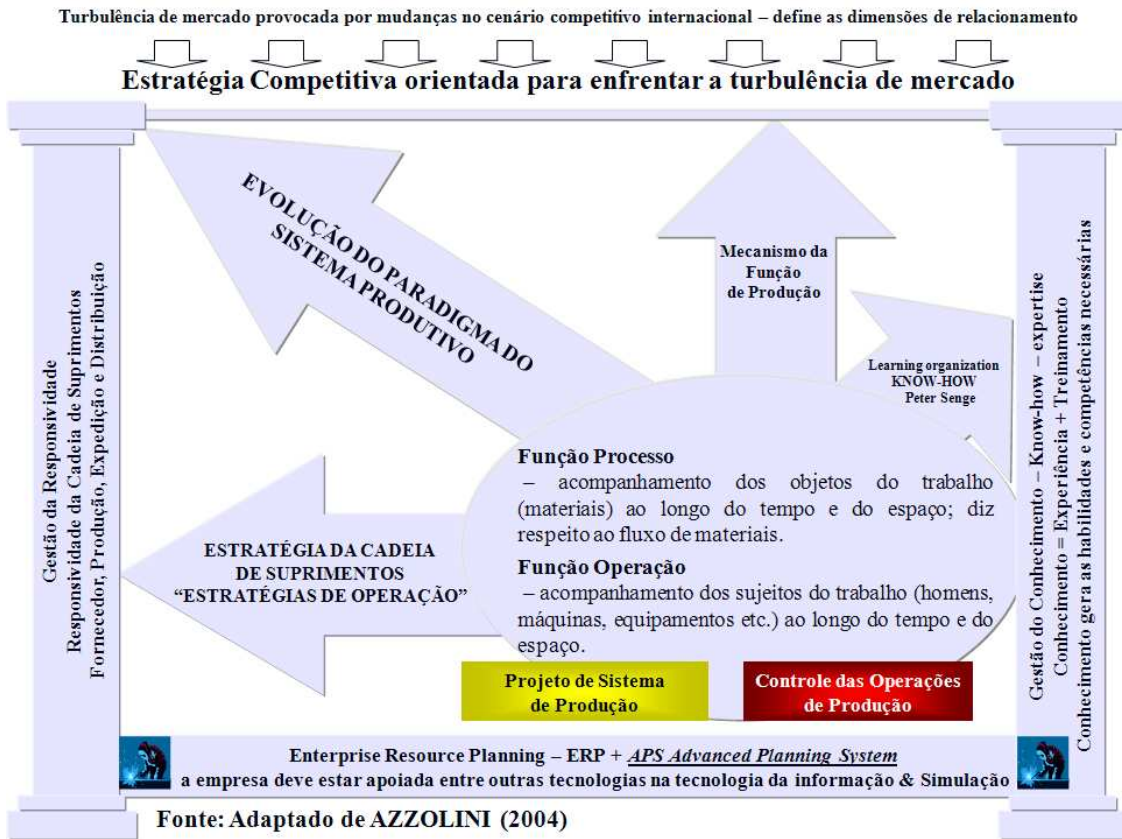 Turbulência de mercado provocada por mudanças no cenário competitivo internacional – define as dimensões de relacionamento
Estratégia Competitiva orientada para enfrentar a turbulência de mercado
Gestão da Responsividade
Responsividade da Cadeia de Suprimentos
Fornecedor, Produção, Expedição e Distribuição
EVOLUÇÃO DO PARADIGMA DO
SISTEMA PRODUTIVO
Mecanismo da
Função
de Produção
Learning organization
KNOW-HOW
Peter Senge
ESTRATÉGIA DA CADEIA
DE SUPRIMENTOS
“ESTRATÉGIAS DE OPERAÇÃO”
Função Processo
– acompanhamento dos objetos do trabalho
(materiais) ao longo do tempo e do espaço; diz
respeito ao fluxo de materiais.
Função Operação
– acompanhamento dos sujeitos do trabalho (homens,
máquinas, equipamentos etc.) ao longo do tempo e do
espaço.
Projeto de Sistema
de Produção
Controle das Operações
de Produção
Gestão do Conhecimento – Know-how – expertise
Conhecimento = Experiência + Treinamento
Conhecimento gera as habilidades e competências necessárias
Enterprise Resource Planning – ERP + APS Advanced Planning System
a empresa deve estar apoiada entre outras tecnologias na tecnologia da informação & Simulação
Fonte: Adaptado de AZZOLINI (2004)